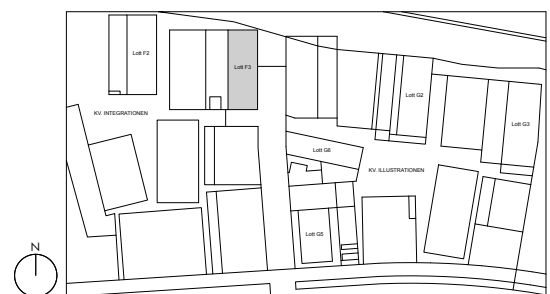 Lott F2
Lott F3
Lott G2
KV. INTEGRATIONEN
Lott G3
Lott G6
KV. ILLUSTRATIONEN
Lott G5
N